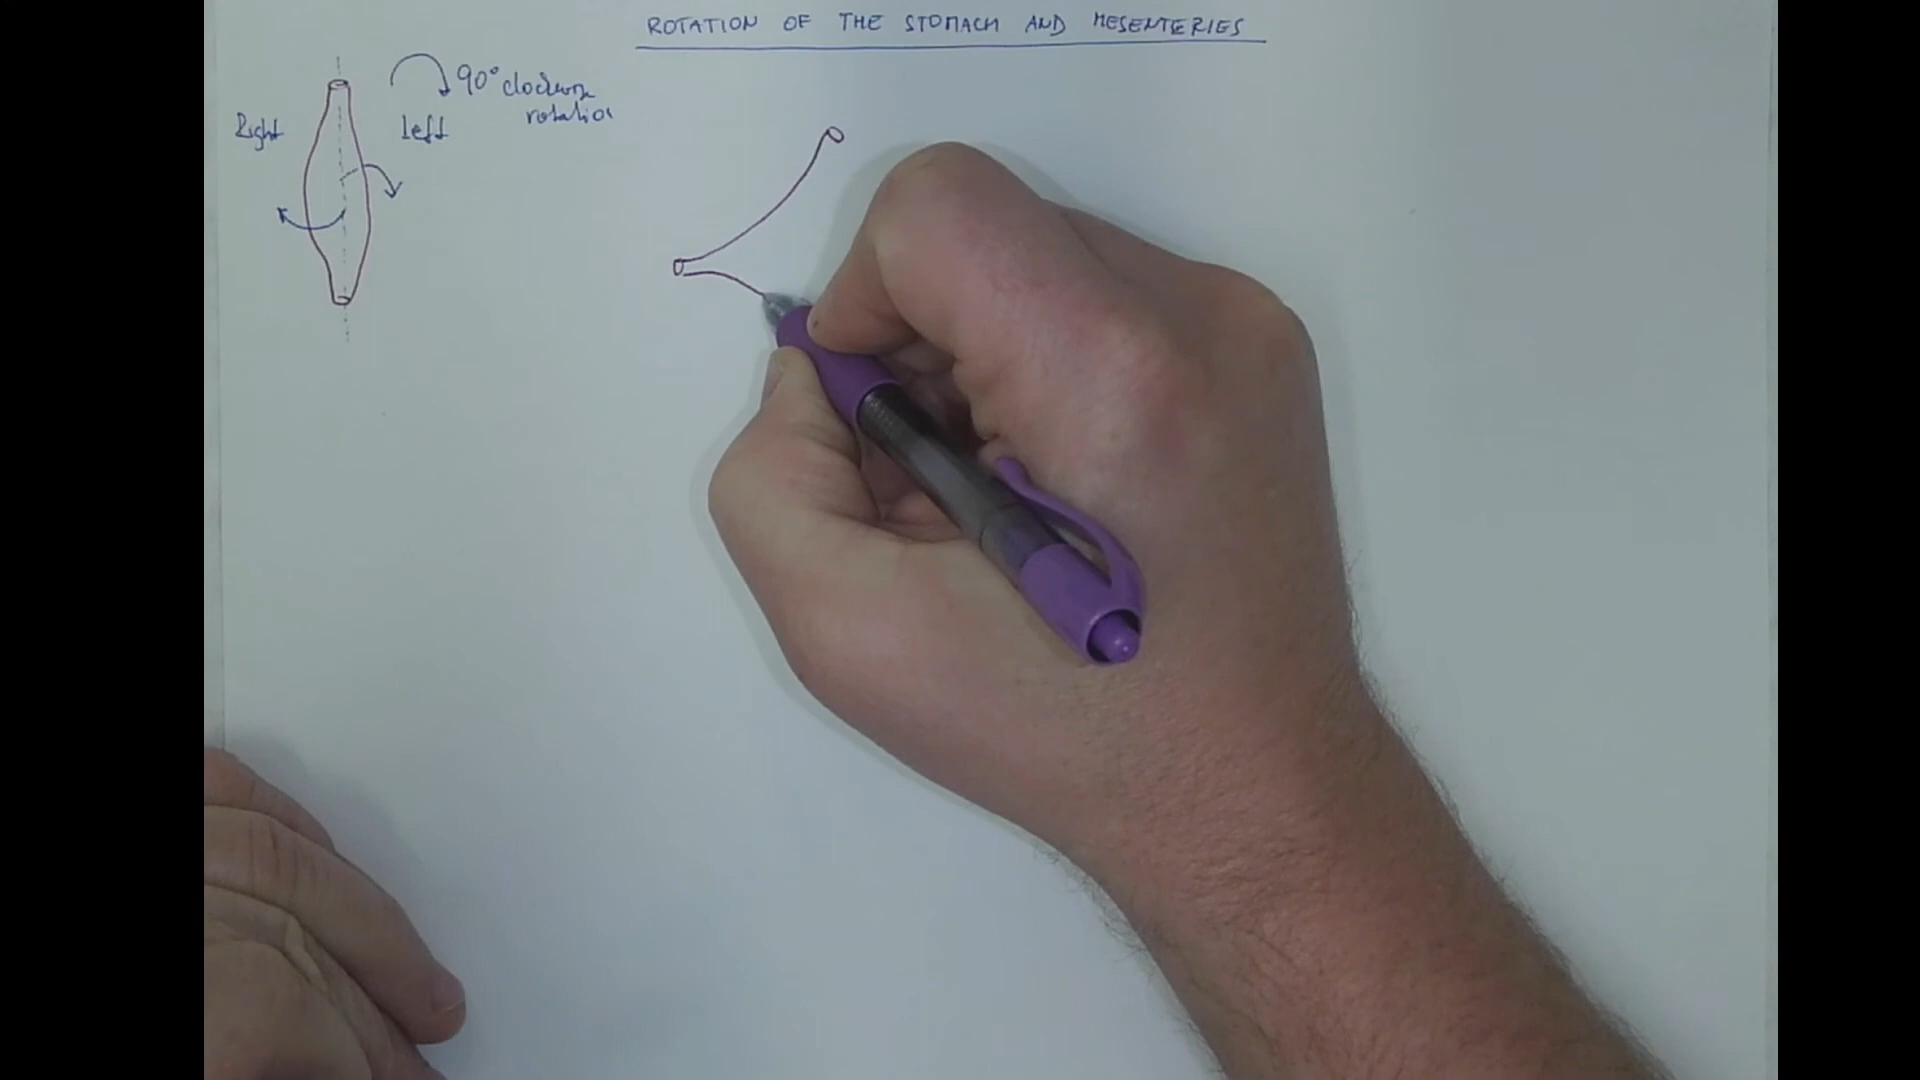 ROTATION OF THE STOMACH AND MESENTERIES
90° clockwise
rotation
Right
Left